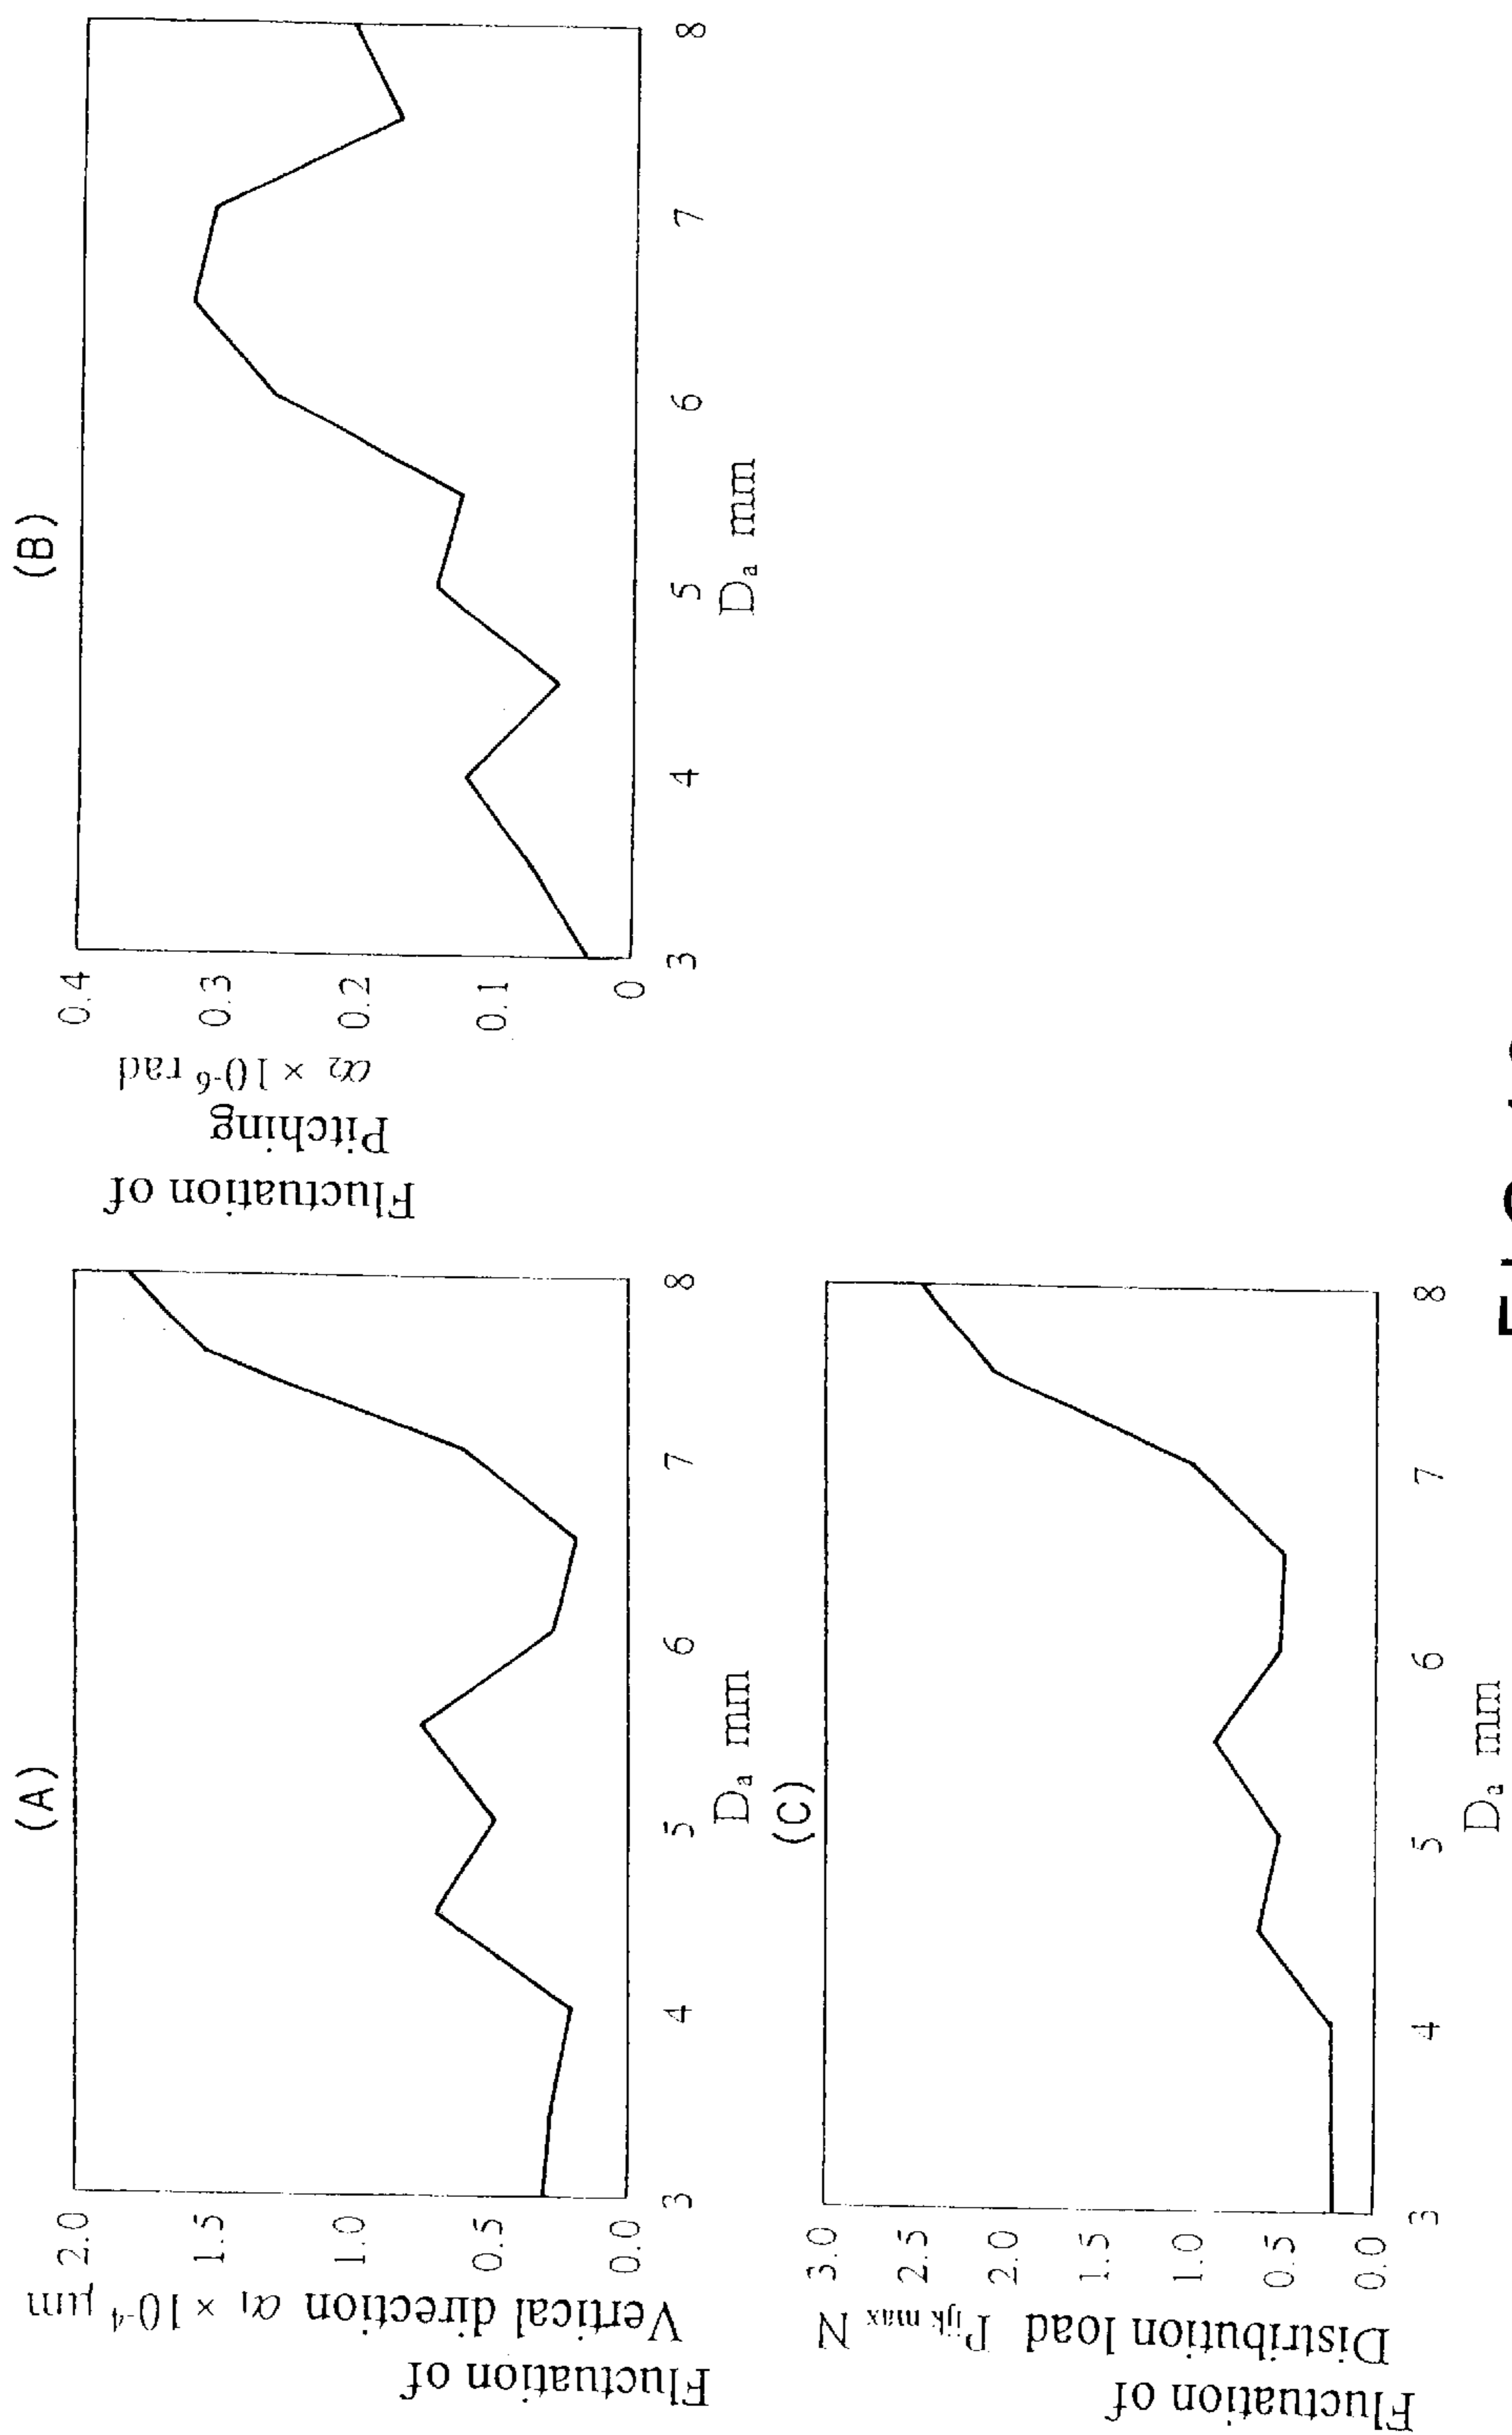 (A)
Fluctuation of
Vertical direction α₁ × 10⁻⁴ μm
2.0
1.5
1.0
0.5
0.0
3 4 5 6 7 8
Dₐ mm
(B)
Fluctuation of
Pitching
α₂ × 10⁻⁶ rad
0.4
0.3
0.2
0.1
0
3 4 5 6 7 8
Dₐ mm
(C)
Fluctuation of
Distribution load Pᵢⱼₖ ₘₐₓ N
3.0
2.5
2.0
1.5
1.0
0.5
0.0
3 4 5 6 7 8
Dₐ mm